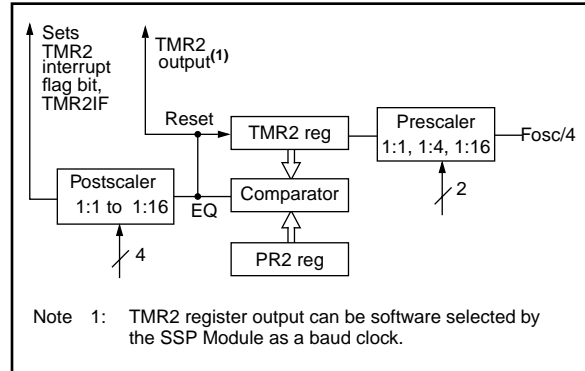 Sets
TMR2
interrupt
flag bit,
TMR2IF
TMR2
output(1)
Reset
TMR2 reg
Prescaler
1:1, 1:4, 1:16
Fosc/4
2
Postscaler
1:1 to 1:16
EQ
Comparator
4
PR2 reg
Note 1: TMR2 register output can be software selected by
the SSP Module as a baud clock.